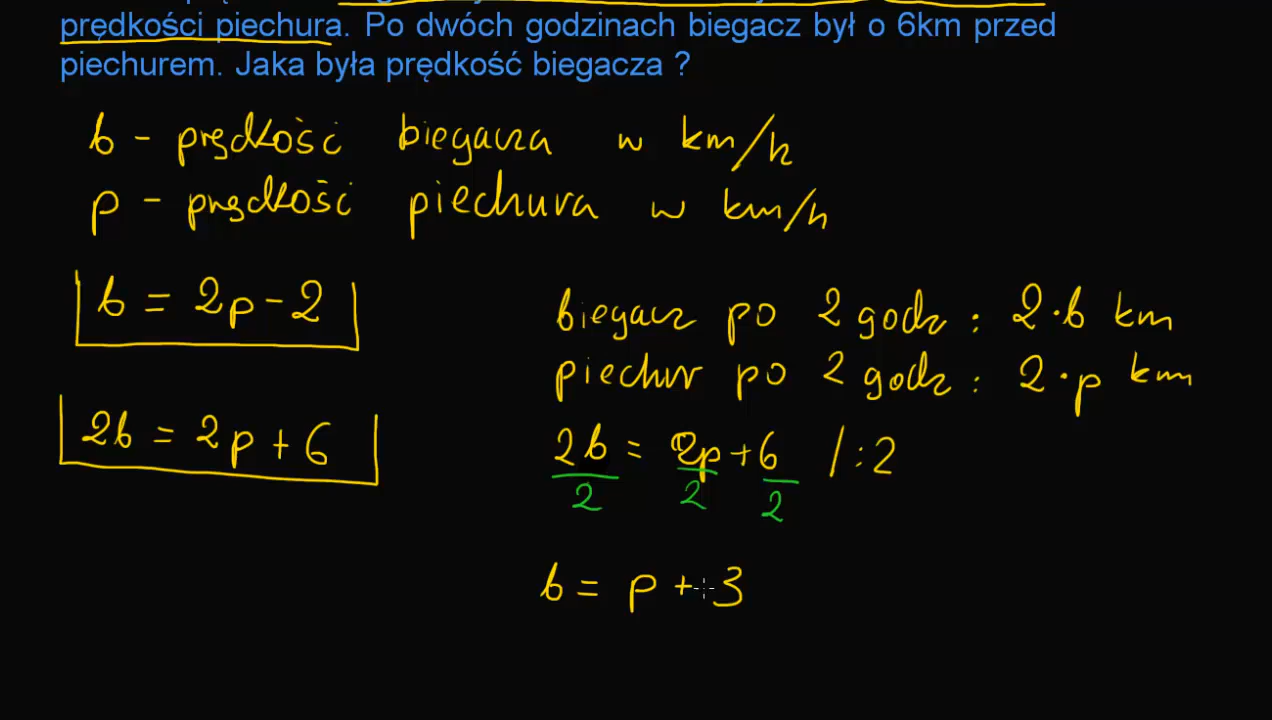 prędkości piechura. Po dwóch godzinach biegacz był o 6km przed
piechurem. Jaka była prędkość biegacza ?
b - prędkość biegacza w km/h
p - prędkość piechura w km/h
b = 2p - 2
biegacz po 2 godz : 2·b km
piechur po 2 godz : 2·p km
2b = 2p + 6
2b = 2p + 6 / :2
2 2 2
b = p + 3